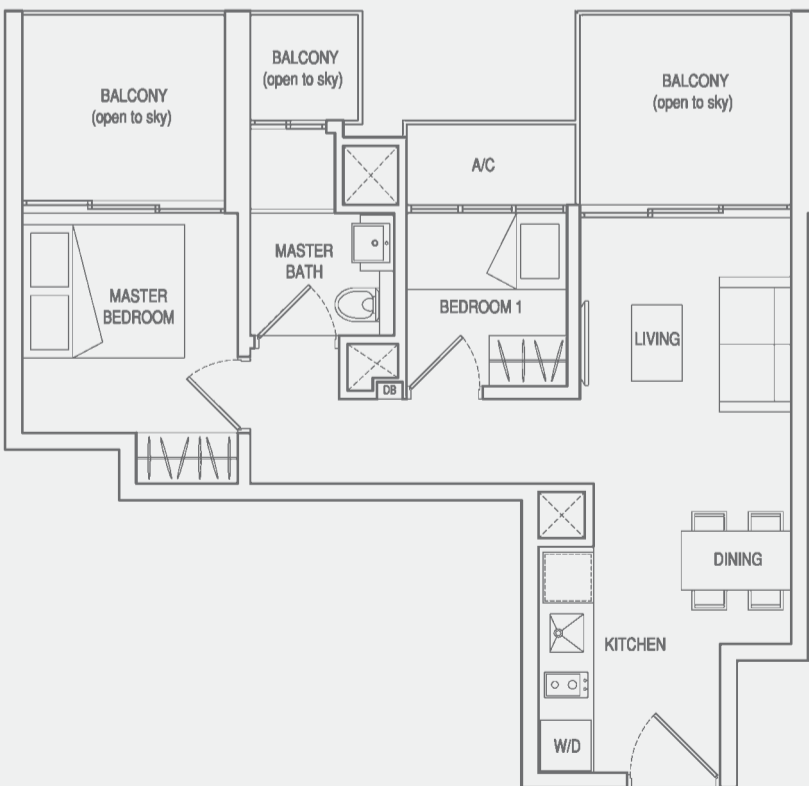 BALCONY
(open to sky)
BALCONY
(open to sky)
BALCONY
(open to sky)
A/C
MASTER
BATH
MASTER
BEDROOM
BEDROOM 1
LIVING
DB
DINING
KITCHEN
W/D